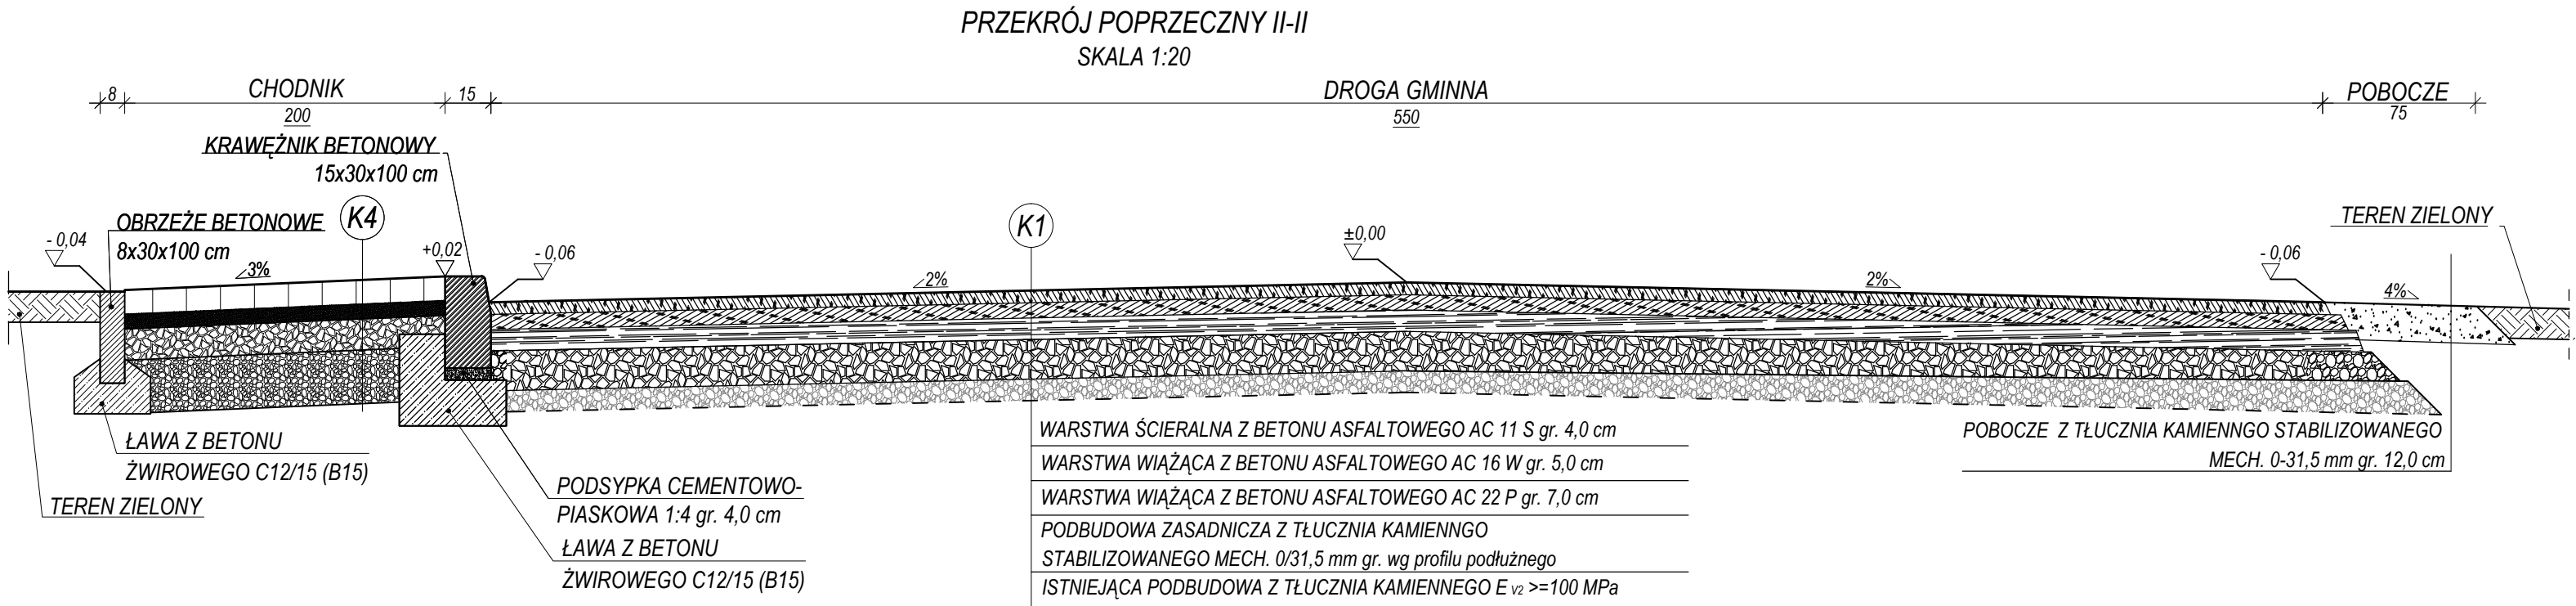 PRZEKRÓJ POPRZECZNY II-II
SKALA 1:20
8
CHODNIK
200
15
DROGA GMINNA
550
POBOCZE
75
KRAWĘŻNIK BETONOWY
15x30x100 cm
K4
K1
OBRZEŻE BETONOWE
8x30x100 cm
TEREN ZIELONY
- 0,04
+0,02
- 0,06
±0,00
- 0,06
3%
2%
2%
4%
WARSTWA ŚCIERALNA Z BETONU ASFALTOWEGO AC 11 S gr. 4,0 cm
WARSTWA WIĄŻĄCA Z BETONU ASFALTOWEGO AC 16 W gr. 5,0 cm
WARSTWA WIĄŻĄCA Z BETONU ASFALTOWEGO AC 22 P gr. 7,0 cm
PODBUDOWA ZASADNICZA Z TŁUCZNIA KAMIENNGO
STABILIZOWANEGO MECH. 0/31,5 mm gr. wg profilu podłużnego
ISTNIEJĄCA PODBUDOWA Z TŁUCZNIA KAMIENNEGO E V2 >=100 MPa
POBOCZE Z TŁUCZNIA KAMIENNGO STABILIZOWANEGO
MECH. 0-31,5 mm gr. 12,0 cm
ŁAWA Z BETONU
ŻWIROWEGO C12/15 (B15)
TEREN ZIELONY
PODSYPKA CEMENTOWO-
PIASKOWA 1:4 gr. 4,0 cm
ŁAWA Z BETONU
ŻWIROWEGO C12/15 (B15)